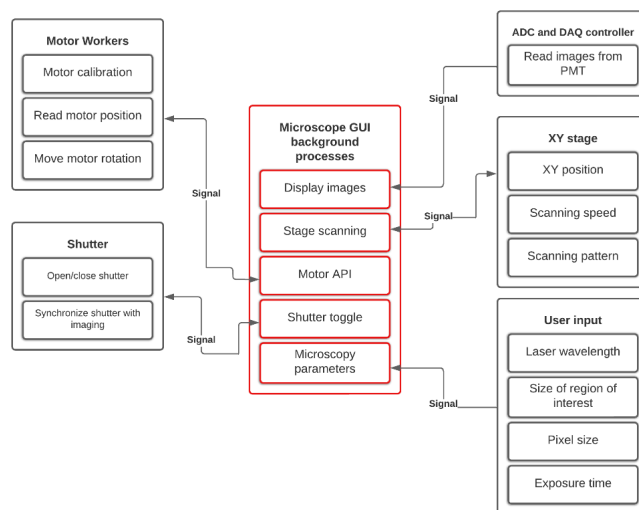 Motor Workers
Motor calibration
Read motor position
Move motor rotation
Shutter
Open/close shutter
Synchronize shutter with
imaging
Signal
Signal
Microscope GUI
background
processes
Display images
Stage scanning
Motor API
Shutter toggle
Microscopy
parameters
Signal
Signal
Signal
ADC and DAQ controller
Read images from
PMT
XY stage
XY position
Scanning speed
Scanning pattern
User input
Laser wavelength
Size of region of
interest
Pixel size
Exposure time